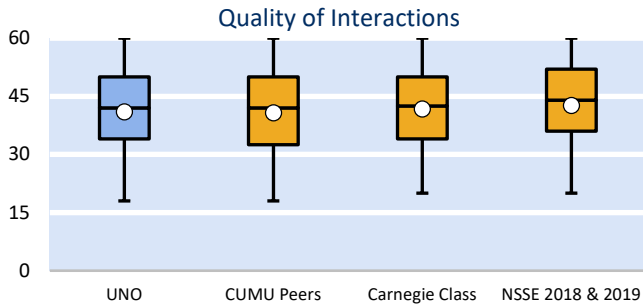 Quality of Interactions
60
45
30
15
0
UNO CUMU Peers Carnegie Class NSSE 2018 & 2019